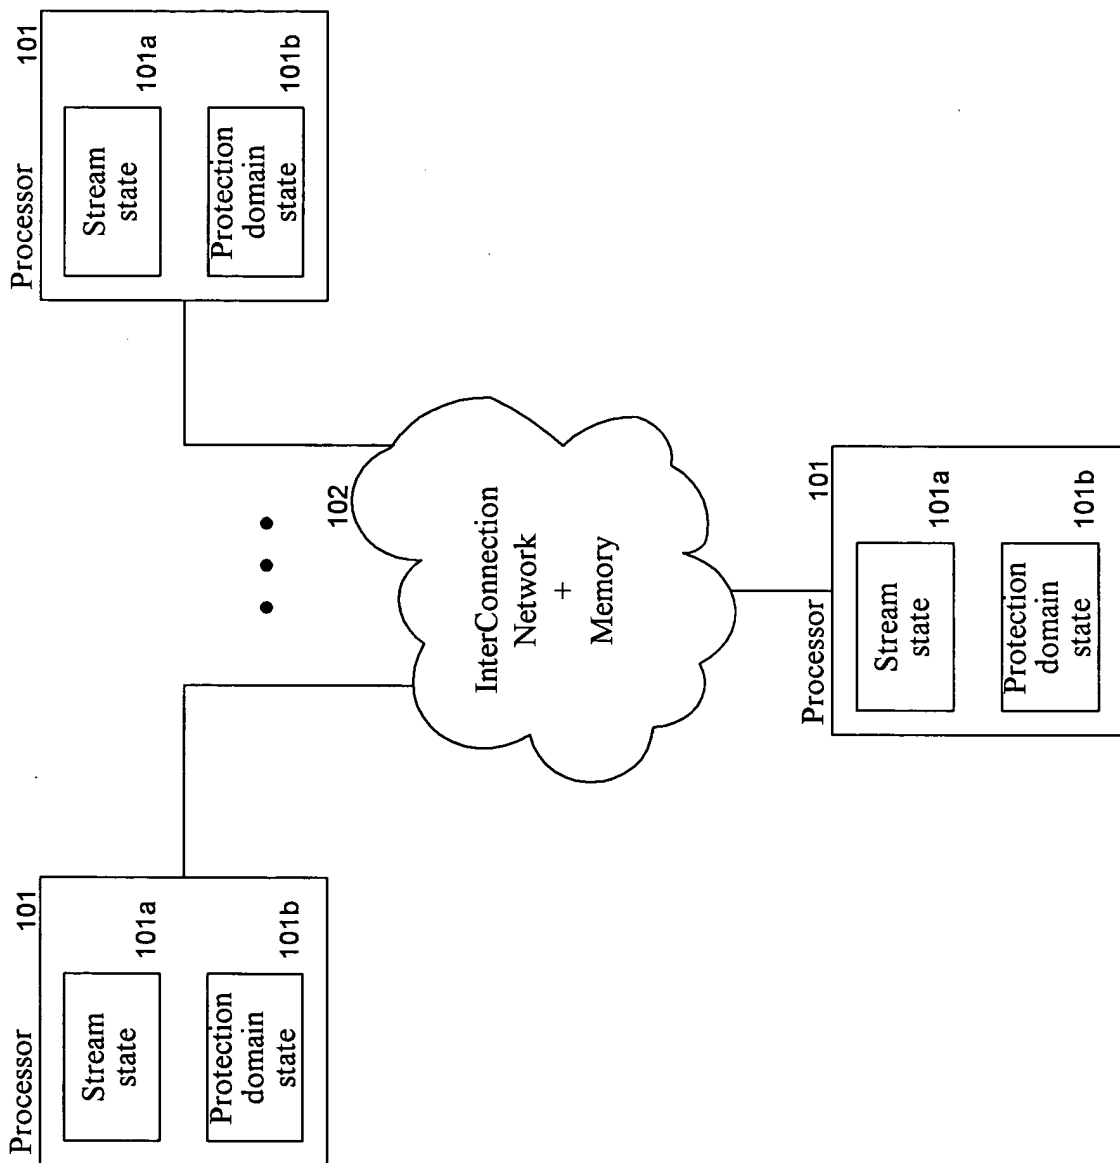 Processor
101
Stream
state
101a
Protection
domain
state
101b
Processor
101
Stream
state
101a
Protection
domain
state
101b
102
InterConnection
Network
+
Memory
Processor
101
Stream
state
101a
Protection
domain
state
101b